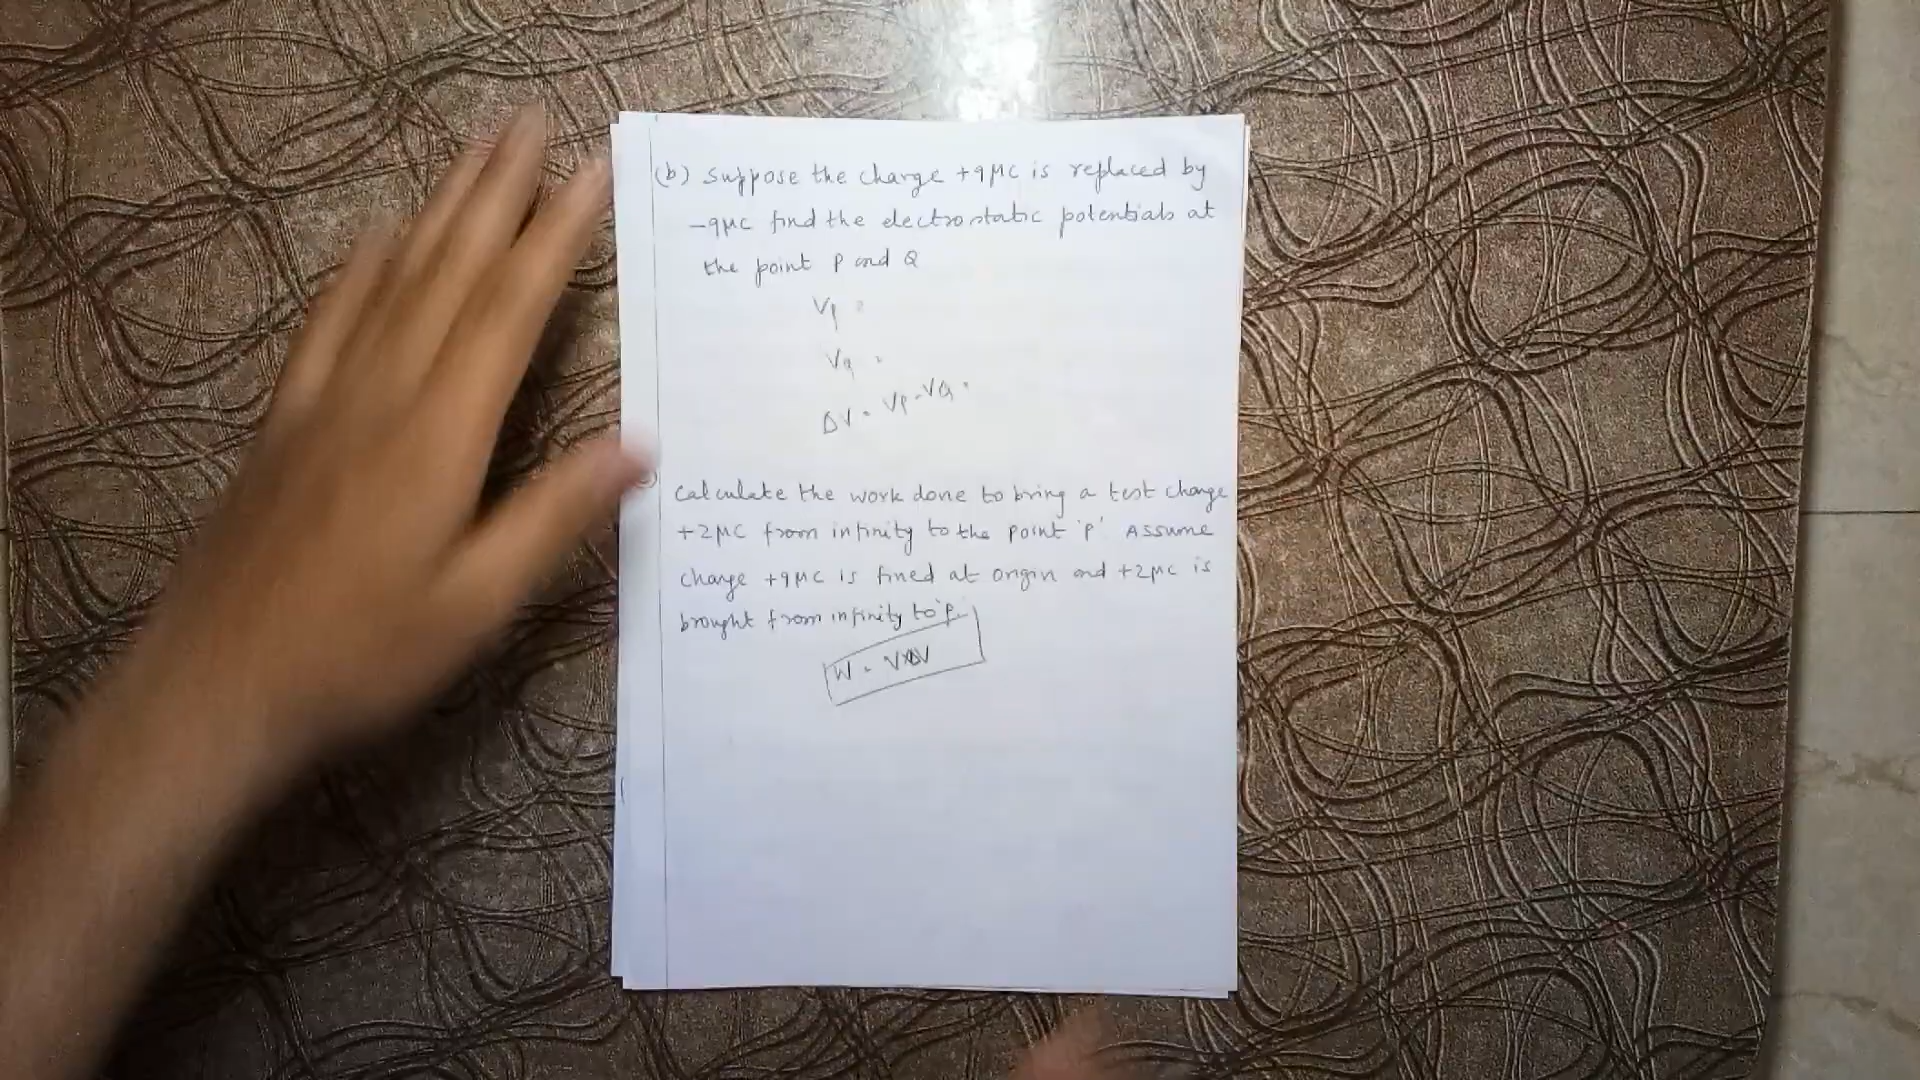 (b) Suppose the charge +9μc is replaced by
-9μc find the electrostatic potentials at
the point P and Q
Vp =
VQ =
ΔV = VP - VQ =
calculate the work done to bring a test charge
+2μc from infinity to the point 'p' Assume
charge +9μc is fined at origin and +2μc is
brought from infinity to 'P'
W =